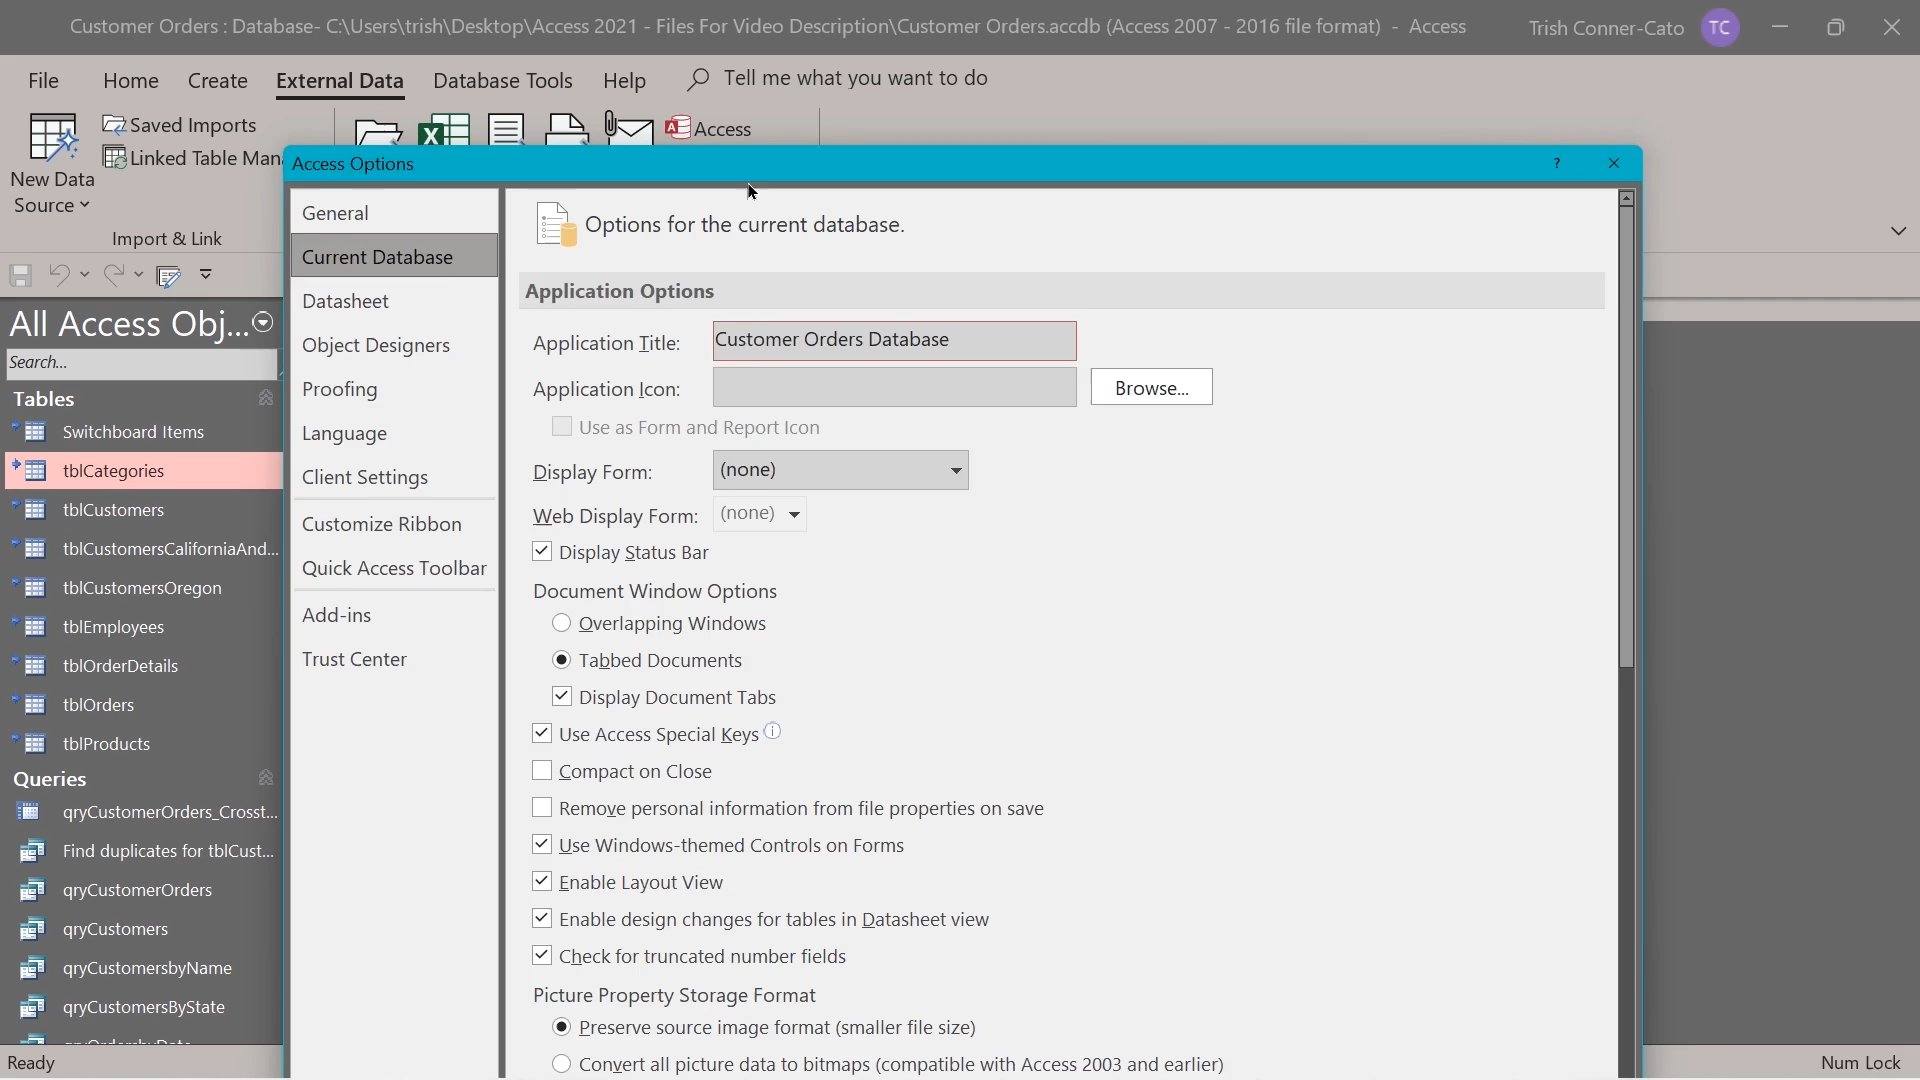 Customer Orders : Database- C:\Users\trish\Desktop\Access 2021 - Files For Video Description\Customer Orders.accdb (Access 2007 - 2016 file format) - Access
Trish Conner-Cato
TC
File
Home
Create
External Data
Database Tools
Help
Tell me what you want to do
New Data
Source
Saved Imports
Linked Table Man
Import & Link
Access
All Access Obj...
Search...
Tables
Switchboard Items
tblCategories
tblCustomers
tblCustomersCaliforniaAnd...
tblCustomersOregon
tblEmployees
tblOrderDetails
tblOrders
tblProducts
Queries
qryCustomerOrders_Crosst...
Find duplicates for tblCust...
qryCustomerOrders
qryCustomers
qryCustomersbyName
qryCustomersByState
Ready
Num Lock
Access Options
?
General
Current Database
Datasheet
Object Designers
Proofing
Language
Client Settings
Customize Ribbon
Quick Access Toolbar
Add-ins
Trust Center
Options for the current database.
Application Options
Application Title: Customer Orders Database
Application Icon:
Browse...
Use as Form and Report Icon
Display Form: (none)
Web Display Form: (none)
Display Status Bar
Document Window Options
Overlapping Windows
Tabbed Documents
Display Document Tabs
Use Access Special Keys
Compact on Close
Remove personal information from file properties on save
Use Windows-themed Controls on Forms
Enable Layout View
Enable design changes for tables in Datasheet view
Check for truncated number fields
Picture Property Storage Format
Preserve source image format (smaller file size)
Convert all picture data to bitmaps (compatible with Access 2003 and earlier)